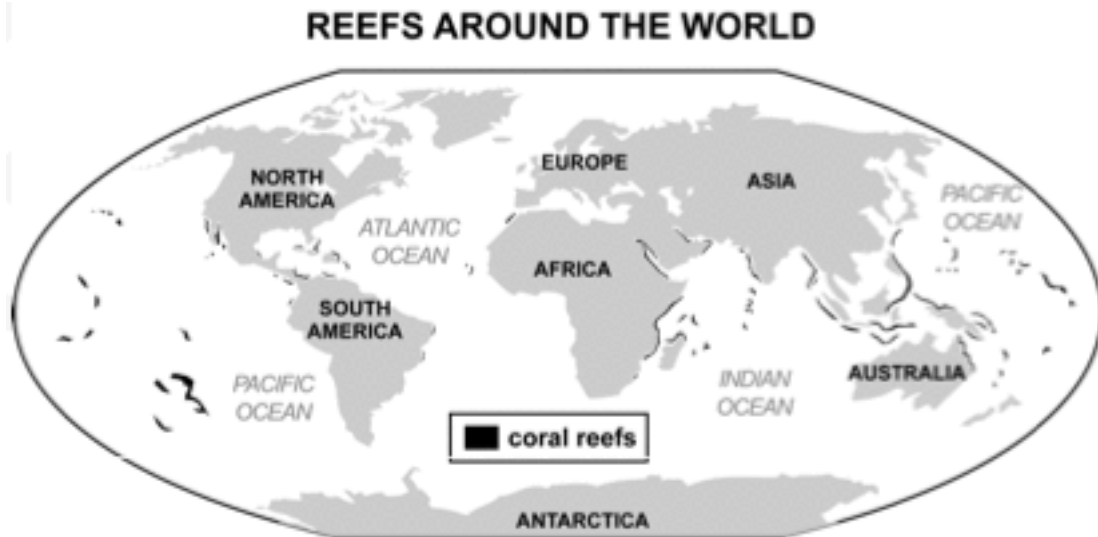 REEFS AROUND THE WORLD
NORTH
AMERICA
EUROPE
ASIA
PACIFIC
OCEAN
ATLANTIC
OCEAN
AFRICA
SOUTH
AMERICA
PACIFIC
OCEAN
INDIAN
OCEAN
AUSTRALIA
coral reefs
ANTARCTICA